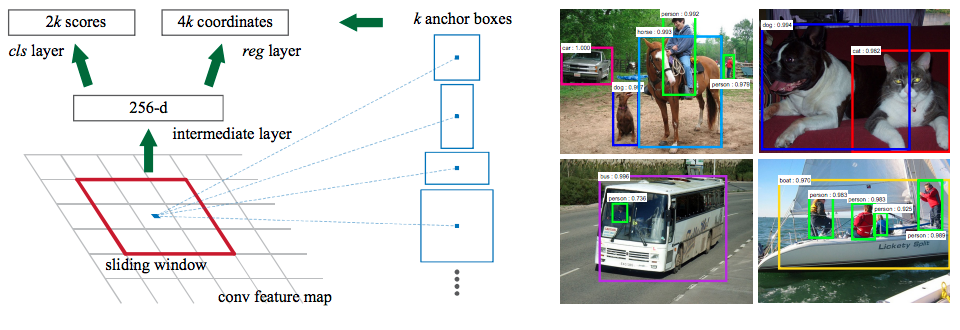 2k scores
4k coordinates
k anchor boxes
cls layer
reg layer
256-d
intermediate layer
sliding window
conv feature map
person : 0.992
horse : 0.993
car : 1.000
dog : 0.997
person : 0.979
dog : 0.994
cat : 0.982
bus : 0.996
person : 0.736
boat : 0.970
person : 0.983
person : 0.983
person : 0.925
person : 0.989
Lickety Split